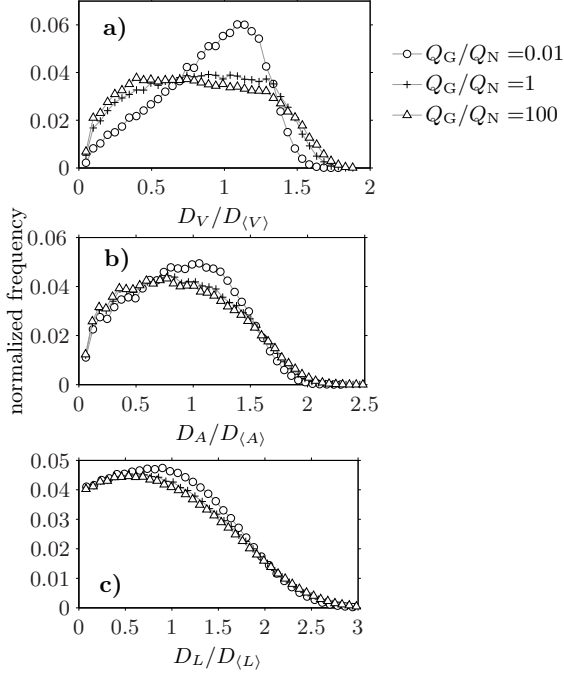 a)
0.06
0.04
0.02
0
0 0.5 1 1.5 2
D_V/D_⟨V⟩
Q_G/Q_N =0.01
Q_G/Q_N =1
Q_G/Q_N =100
normalized frequency
b)
0.06
0.04
0.02
0
0 0.5 1 1.5 2 2.5
D_A/D_⟨A⟩
0.05
0.04
0.03
0.02
0.01
0
c)
0 0.5 1 1.5 2 2.5 3
D_L/D_⟨L⟩